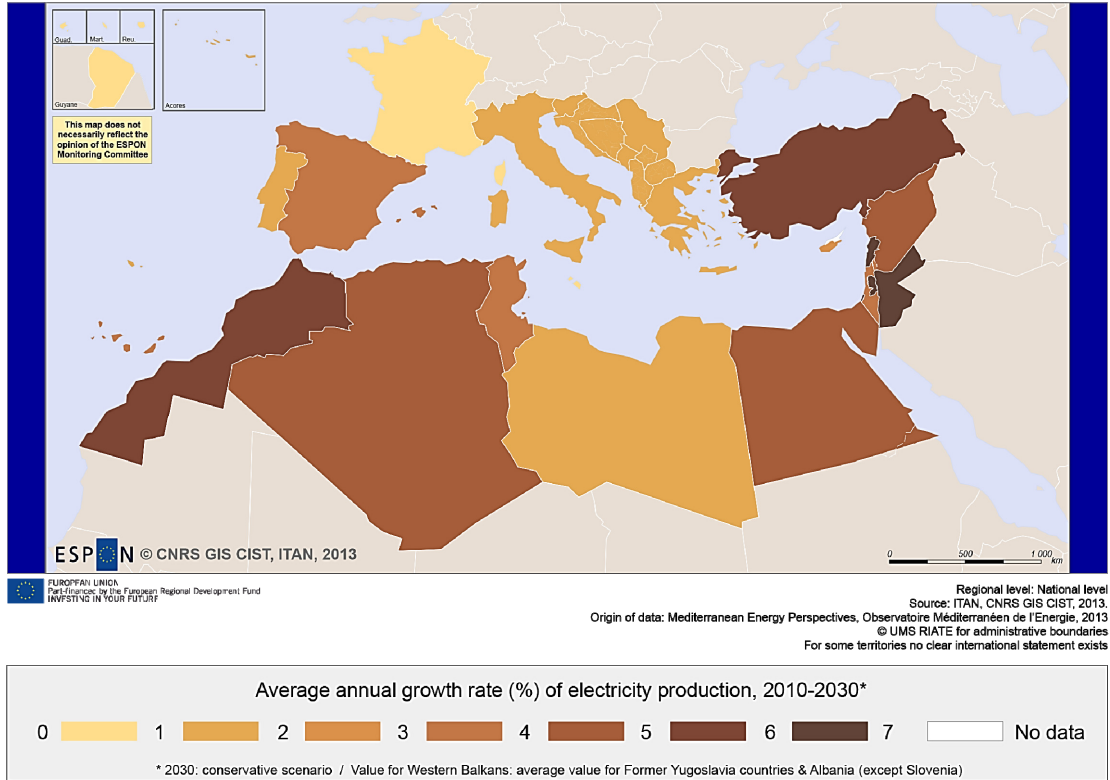 Guad. Mart. Reu.
Guyane
Acores
This map does not
necessarily reflect the
opinion of the ESPON
Monitoring Committee
ESPON © CNRS GIS CIST, ITAN, 2013
0 500 1 000
km
EUROPEAN UNION
Part-financed by the European Regional Development Fund
INVESTING IN YOUR FUTURE
Regional level: National level
Source: ITAN, CNRS GIS CIST, 2013.
Origin of data: Mediterranean Energy Perspectives, Observatoire Méditerranéen de l'Energie, 2013
© UMS RIATE for administrative boundaries
For some territories no clear international statement exists
Average annual growth rate (%) of electricity production, 2010-2030*
0 1 2 3 4 5 6 7 No data
* 2030: conservative scenario / Value for Western Balkans: average value for Former Yugoslavia countries & Albania (except Slovenia)